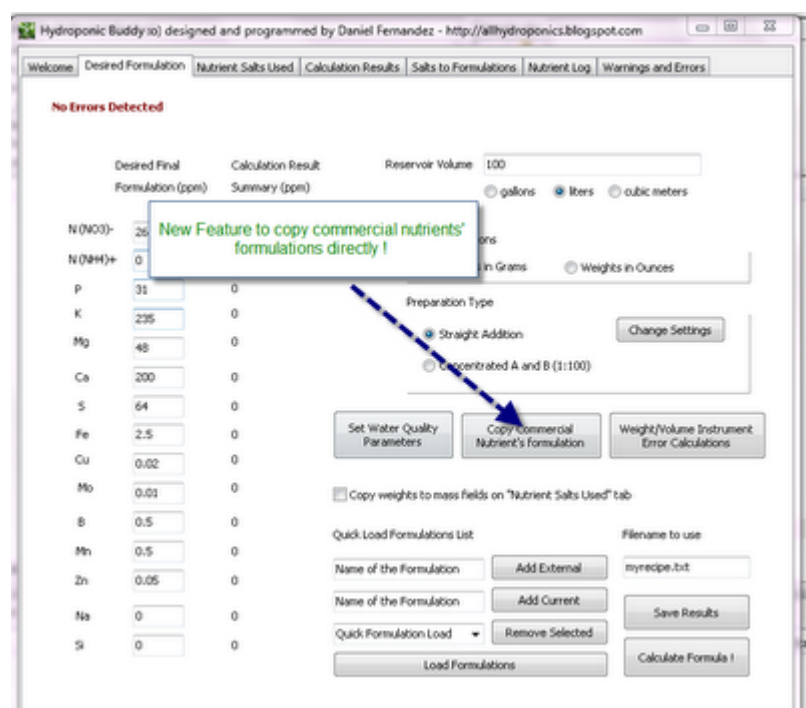 Hydroponic Buddy so) designed and programmed by Daniel Fernandez - http://allhydroponics.blogspot.com
Welcome Desired Formulation Nutrient Salts Used Calculation Results Salts to Formulations Nutrient Log Warnings and Errors
No Errors Detected
Desired Final Calculation Result Reservoir Volume 100
Formulation (ppm) Summary (ppm) gallons liters cubic meters
New Feature to copy commercial nutrients'
formulations directly !
N (NO3)- 26
ons
N (NH4)+ 0
in Grams Weights in Ounces
P 31 0
Preparation Type
K 235 0
Straight Addition Change Settings
Mg 48 0
Concentrated A and B (1:100)
Ca 200 0
S 64 0
Set Water Quality Copy Commercial Weight/Volume Instrument
Parameters Nutrient's formulation Error Calculations
Fe 2.5 0
Cu 0.02 0
Mo 0.01 0
Copy weights to mass fields on "Nutrient Salts Used" tab
B 0.5 0
Quick Load Formulations List Filename to use
Mn 0.5 0
Name of the Formulation Add External myrecipe.txt
Zn 0.05 0
Name of the Formulation Add Current Save Results
Na 0 0
Quick Formulation Load Remove Selected
Si 0 0
Load Formulations Calculate Formula !